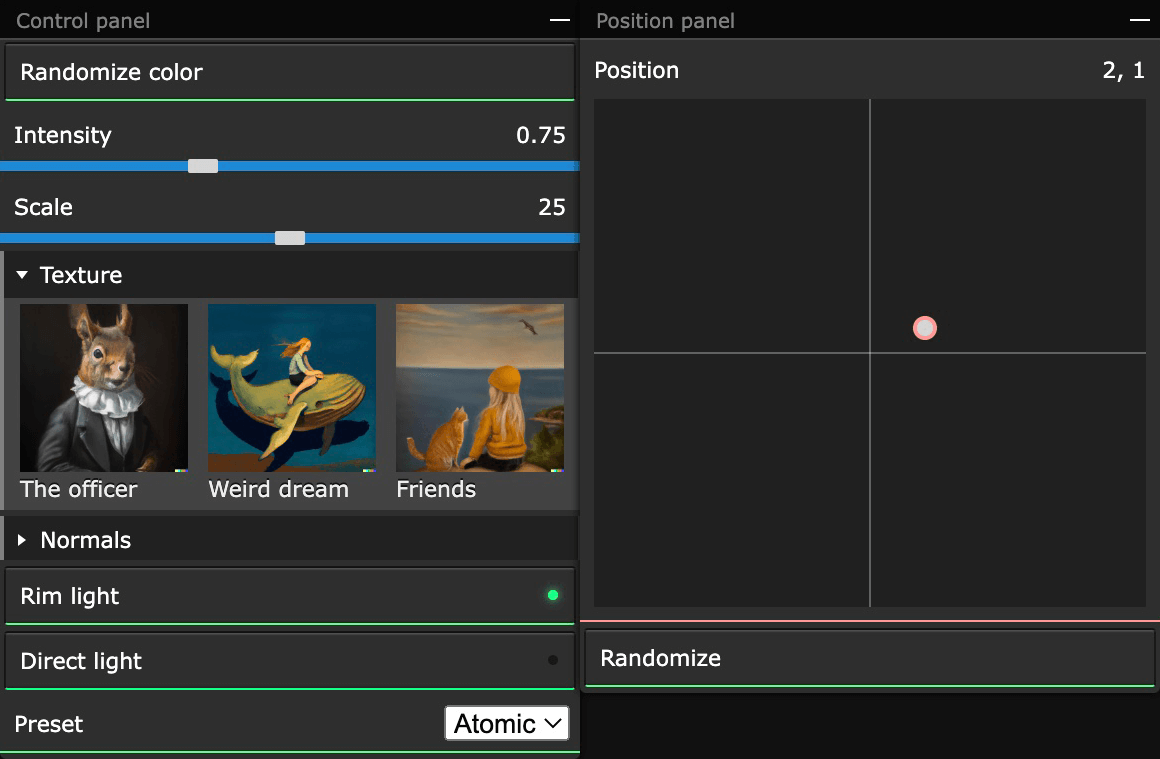 Control panel
Randomize color
Intensity 0.75
Scale 25
Texture
The officer Weird dream Friends
Normals
Rim light
Direct light
Preset Atomic
Position panel
Position 2, 1
Randomize